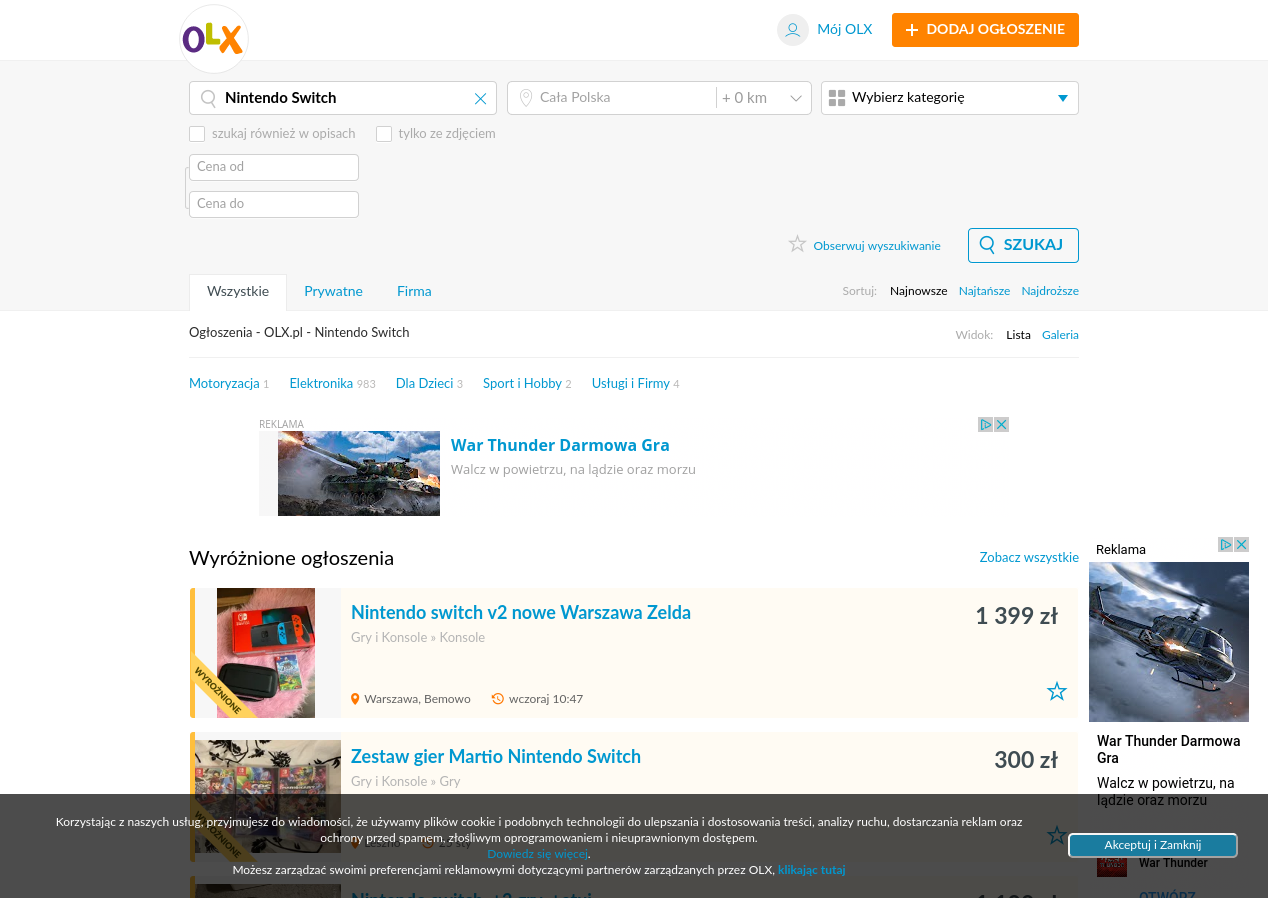 OLX
Mój OLX
DODAJ OGŁOSZENIE
Nintendo Switch
Cała Polska
+ 0 km
Wybierz kategorię
szukaj również w opisach
tylko ze zdjęciem
Cena od
Cena do
Obserwuj wyszukiwanie
SZUKAJ
Wszystkie
Prywatne
Firma
Sortuj: Najnowsze Najtańsze Najdroższe
Ogłoszenia - OLX.pl - Nintendo Switch
Widok: Lista Galeria
Motoryzacja 1 Elektronika 983 Dla Dzieci 3 Sport i Hobby 2 Usługi i Firmy 4
REKLAMA
War Thunder Darmowa Gra
Walcz w powietrzu, na lądzie oraz morzu
Wyróżnione ogłoszenia
Zobacz wszystkie
Reklama
WYRÓŻNIONE
Nintendo switch v2 nowe Warszawa Zelda
1 399 zł
Gry i Konsole » Konsole
Warszawa, Bemowo
wczoraj 10:47
Zestaw gier Martio Nintendo Switch
300 zł
Gry i Konsole » Gry
War Thunder Darmowa
Gra
Walcz w powietrzu, na
lądzie oraz morzu
Korzystając z naszych usług, przyjmujesz do wiadomości, że używamy plików cookie i podobnych technologii do ulepszania i dostosowania treści, analizy ruchu, dostarczania reklam oraz
ochrony przed spamem, złośliwym oprogramowaniem i nieuprawnionym dostępem.
Dowiedz się więcej.
Możesz zarządzać swoimi preferencjami reklamowymi dotyczącymi partnerów zarządzanych przez OLX, klikając tutaj
Akceptuj i Zamknij
War Thunder
OTWÓRZ